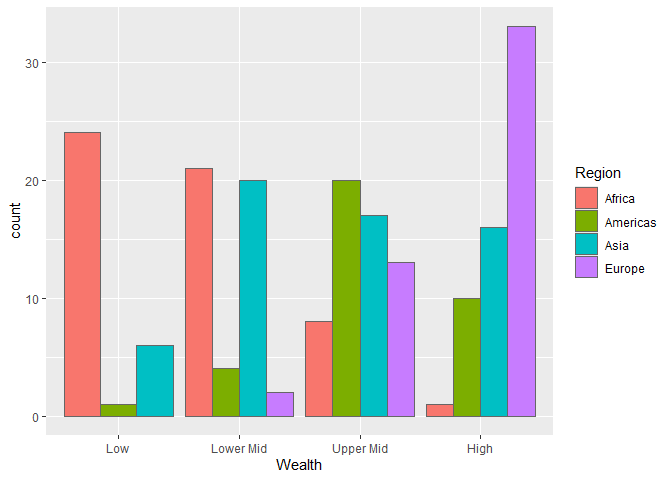 30
20
10
0
count
Low Lower Mid Upper Mid High
Wealth
Region
Africa
Americas
Asia
Europe